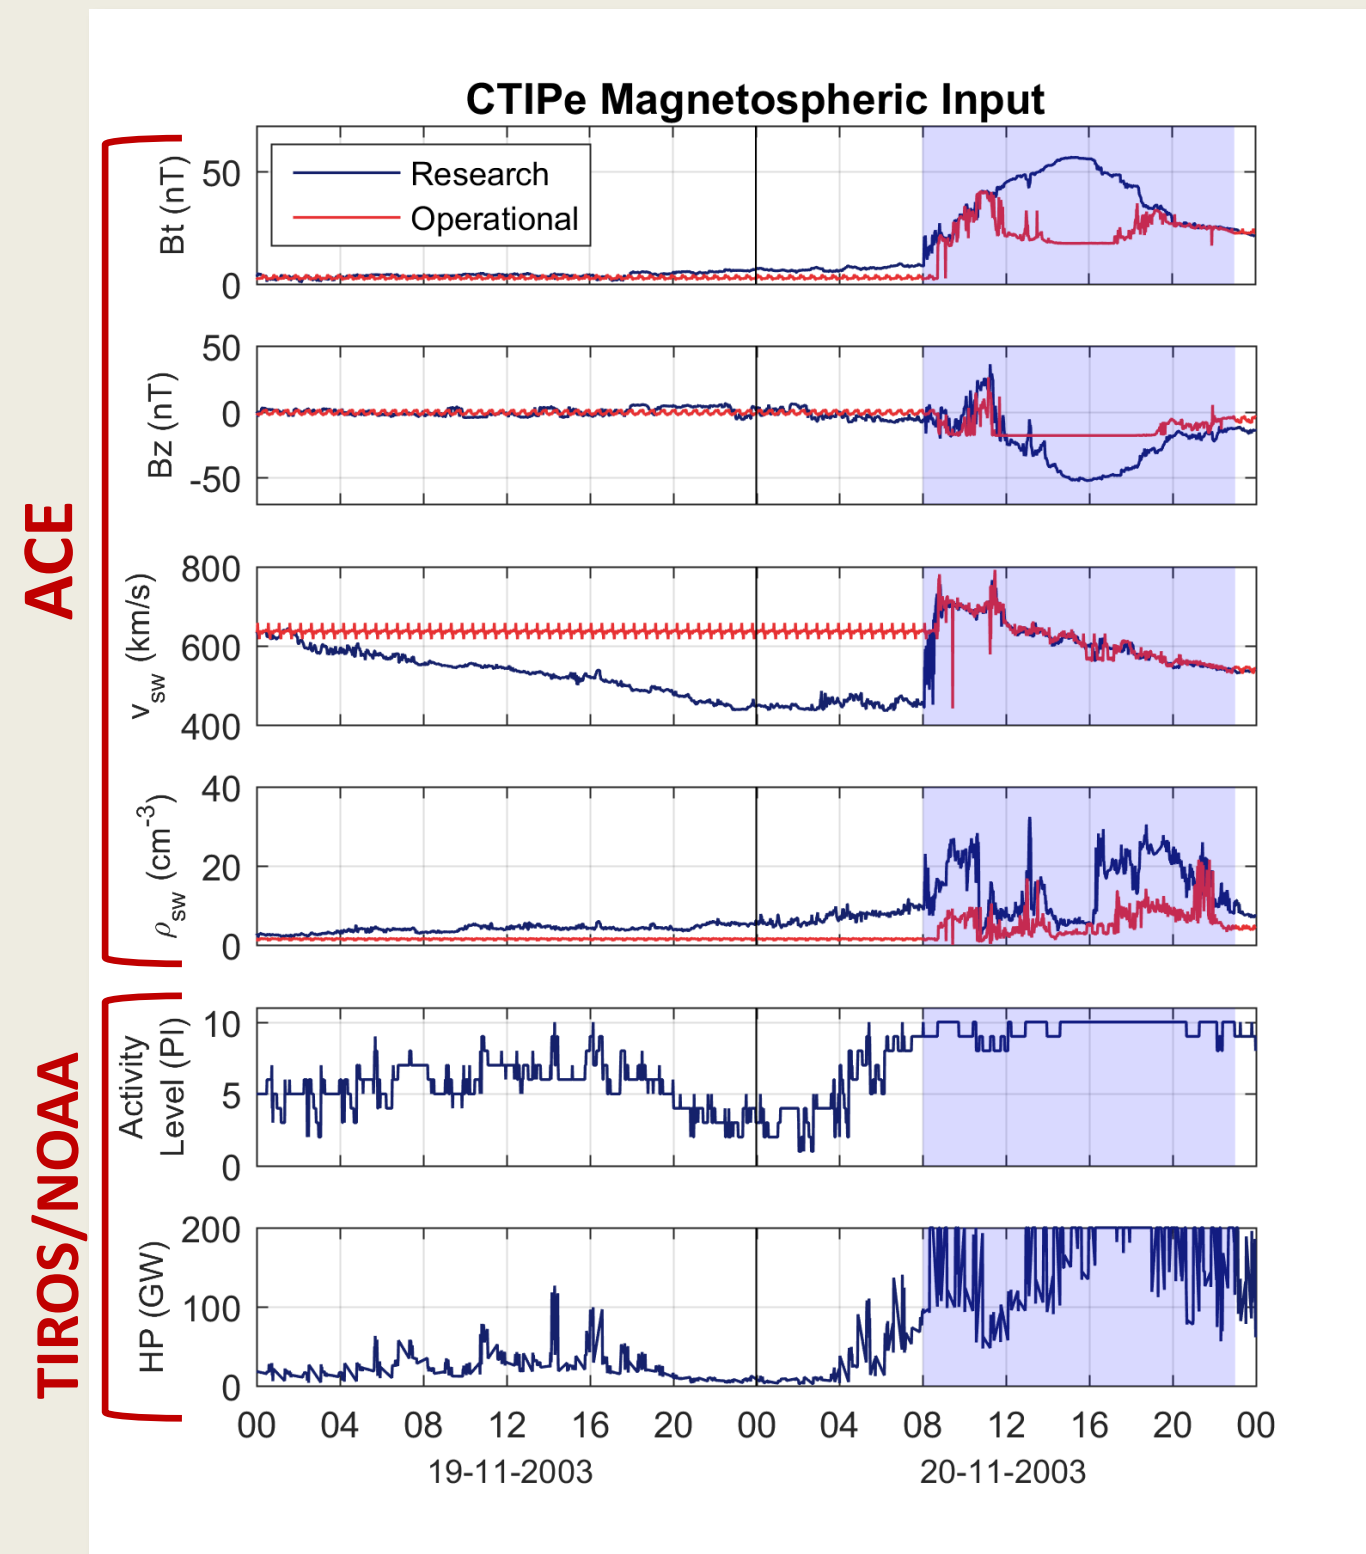 CTIPe Magnetospheric Input
ACE
Bt (nT)
50
0
Research
Operational
Bz (nT)
50
0
-50
v_sw (km/s)
800
600
400
ρ_sw (cm^-3)
40
20
0
TIROS/NOAA
Activity
Level (PI)
10
5
0
HP (GW)
200
100
0
00 04 08 12 16 20 00 04 08 12 16 20 00
19-11-2003 20-11-2003